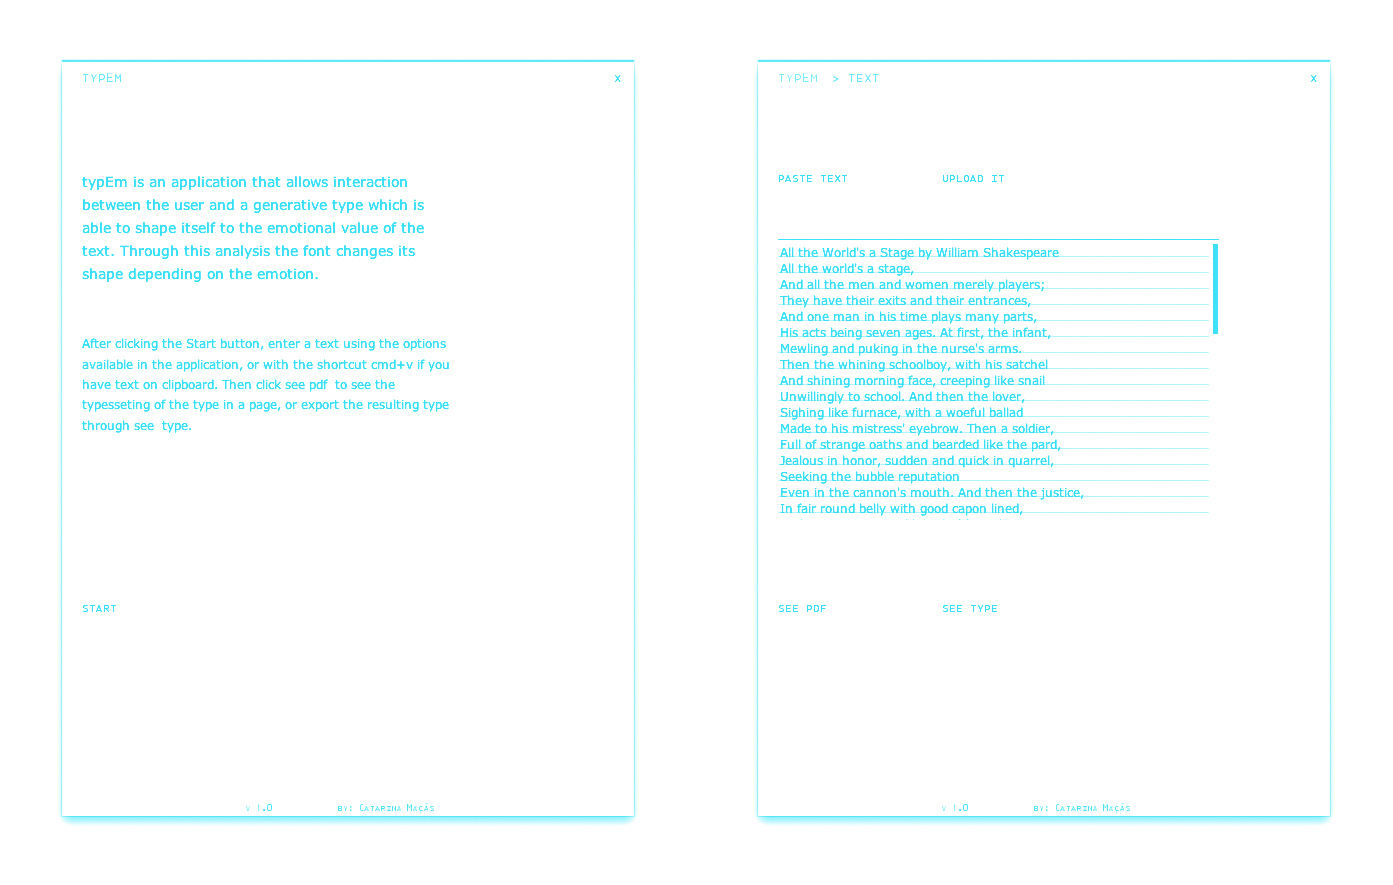 TYPEM
X
typEm is an application that allows interaction
between the user and a generative type which is
able to shape itself to the emotional value of the
text. Through this analysis the font changes its
shape depending on the emotion.
After clicking the Start button, enter a text using the options
available in the application, or with the shortcut cmd+v if you
have text on clipboard. Then click see pdf to see the
typesseting of the type in a page, or export the resulting type
through see type.
START
V 1.0
BY: CATARINA MAÇÃS
TYPEM > TEXT
X
PASTE TEXT
UPLOAD IT
All the World's a Stage by William Shakespeare
All the world's a stage,
And all the men and women merely players;
They have their exits and their entrances,
And one man in his time plays many parts,
His acts being seven ages. At first, the infant,
Mewling and puking in the nurse's arms.
Then the whining schoolboy, with his satchel
And shining morning face, creeping like snail
Unwillingly to school. And then the lover,
Sighing like furnace, with a woeful ballad
Made to his mistress' eyebrow. Then a soldier,
Full of strange oaths and bearded like the pard,
Jealous in honor, sudden and quick in quarrel,
Seeking the bubble reputation
Even in the cannon's mouth. And then the justice,
In fair round belly with good capon lined,
SEE PDF
SEE TYPE
V 1.0
BY: CATARINA MAÇÃS